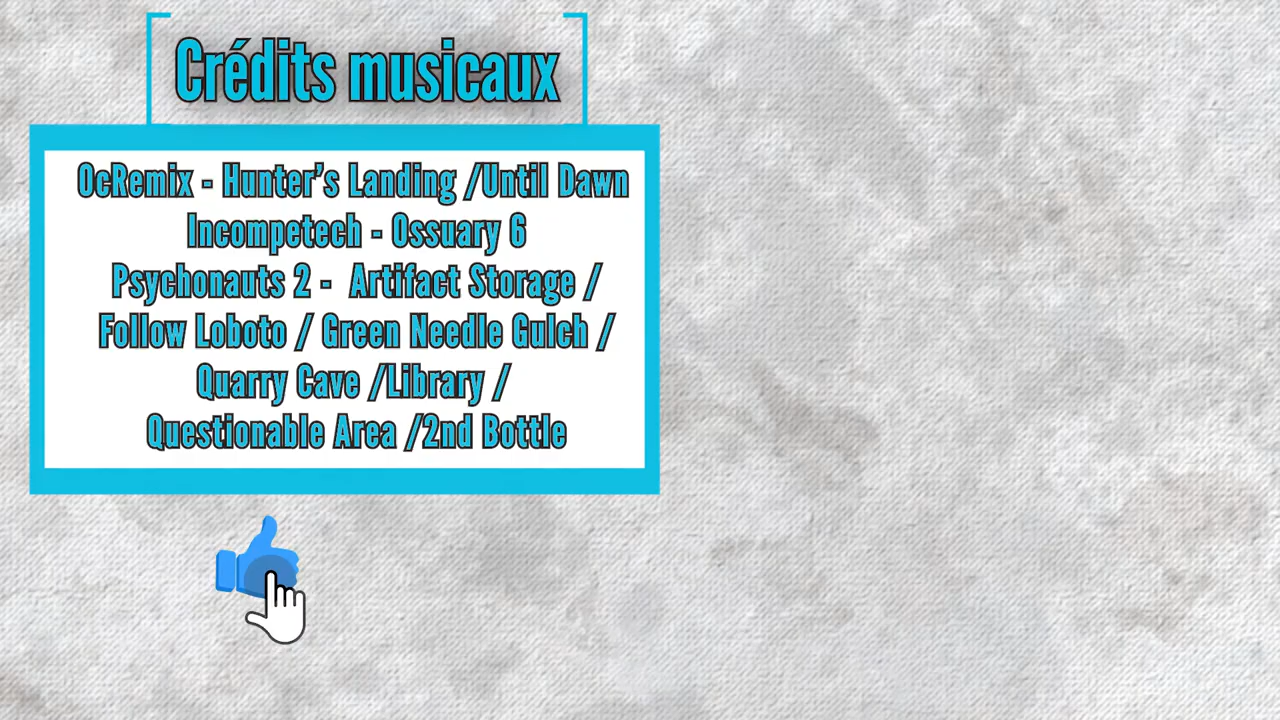 Crédits musicaux
OcRemix - Hunter's Landing /Until Dawn
Incompetech - Ossuary 6
Psychonauts 2 -  Artifact Storage /
Follow Loboto / Green Needle Gulch /
Quarry Cave /Library /
Questionable Area /2nd Bottle